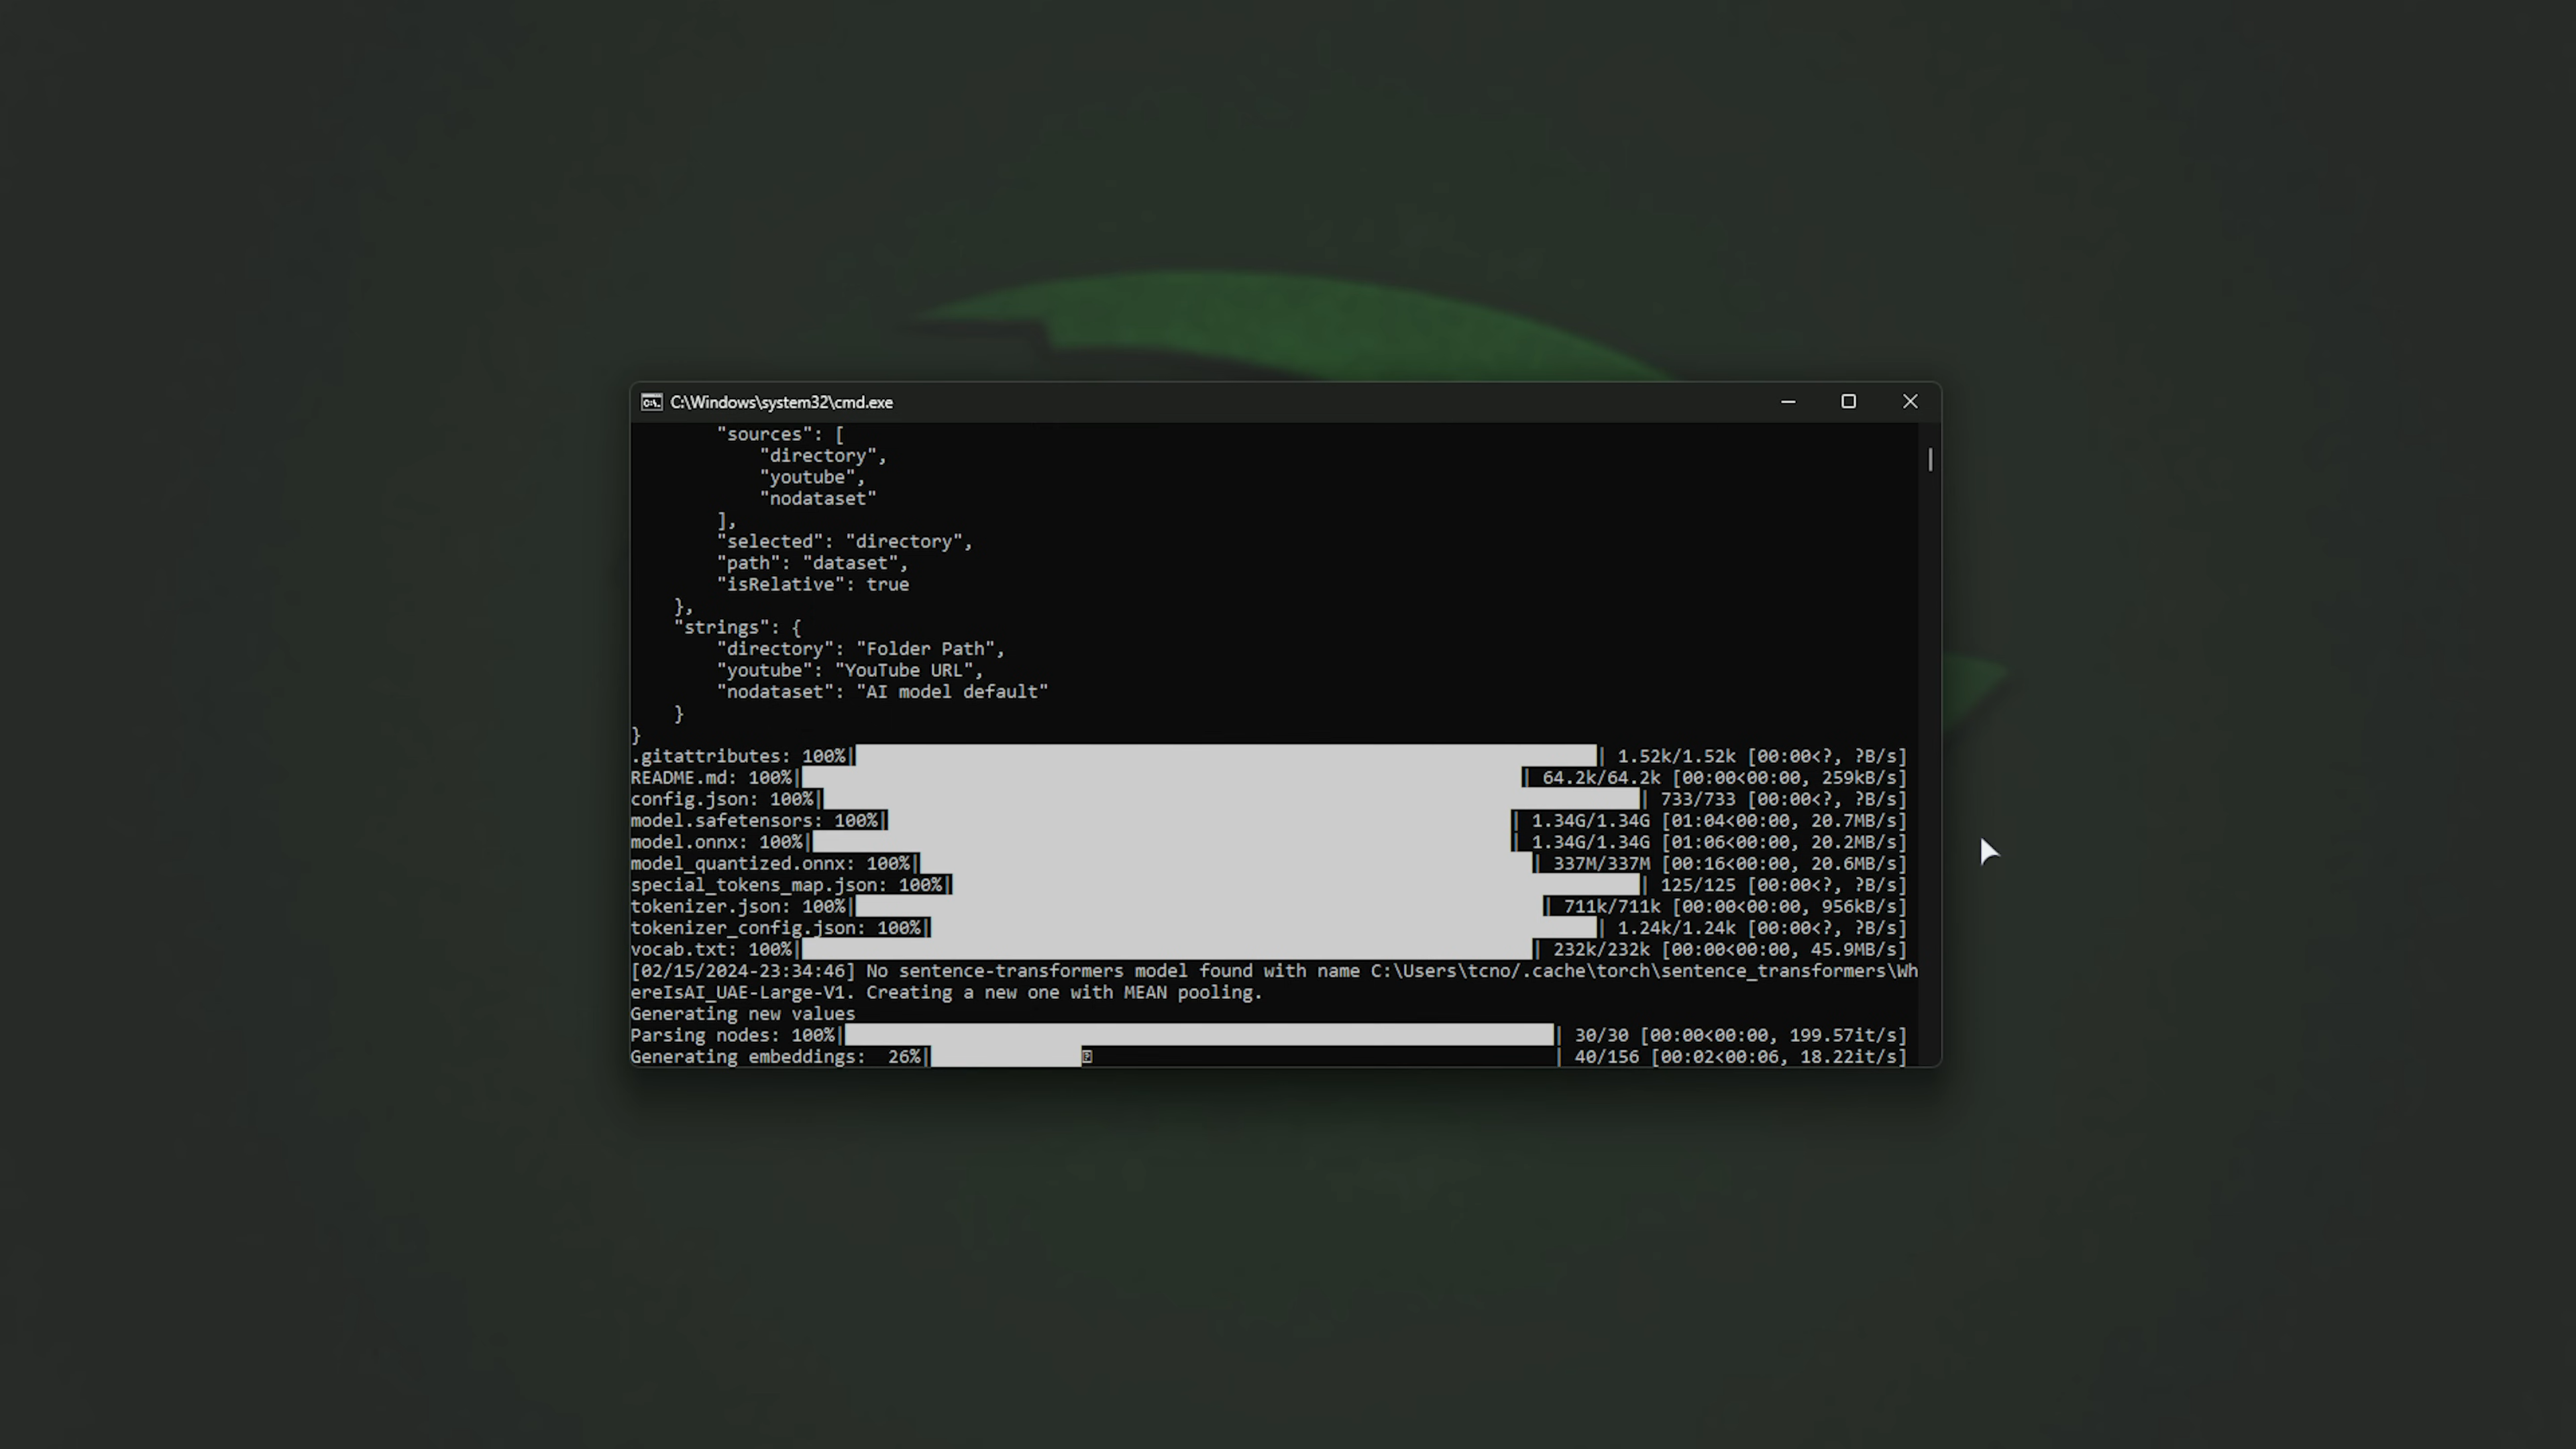 C:\Windows\system32\cmd.exe
"sources": [
"directory",
"youtube",
"nodataset"
],
"selected": "directory",
"path": "dataset",
"isRelative": true
},
"strings": {
"directory": "Folder Path",
"youtube": "YouTube URL",
"nodataset": "AI model default"
}
}
.gitattributes: 100%| | 1.52k/1.52k [00:00<?, ?B/s]
README.md: 100%| | 64.2k/64.2k [00:00<00:00, 259kB/s]
config.json: 100%| | 733/733 [00:00<?, ?B/s]
model.safetensors: 100%| | 1.34G/1.34G [01:04<00:00, 20.7MB/s]
model.onnx: 100%| | 1.34G/1.34G [01:06<00:00, 20.2MB/s]
model_quantized.onnx: 100%| | 337M/337M [00:16<00:00, 20.6MB/s]
special_tokens_map.json: 100%| | 125/125 [00:00<?, ?B/s]
tokenizer.json: 100%| | 711k/711k [00:00<00:00, 956kB/s]
tokenizer_config.json: 100%| | 1.24k/1.24k [00:00<?, ?B/s]
vocab.txt: 100%| | 232k/232k [00:00<00:00, 45.9MB/s]
[02/15/2024-23:34:46] No sentence-transformers model found with name C:\Users\tcno/.cache\torch\sentence_transformers\Wh
ereIsAI_UAE-Large-V1. Creating a new one with MEAN pooling.
Generating new values
Parsing nodes: 100%| | 30/30 [00:00<00:00, 199.57it/s]
Generating embeddings:  26%| | 40/156 [00:02<00:06, 18.22it/s]